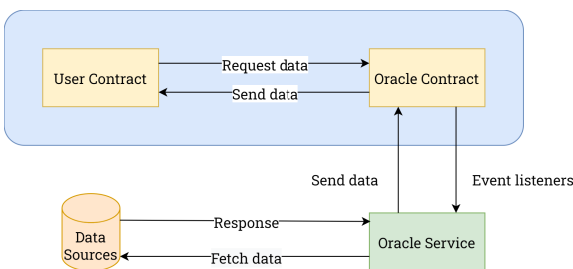 User Contract
Request data
Send data
Oracle Contract
Send data
Event listeners
Data
Sources
Response
Fetch data
Oracle Service